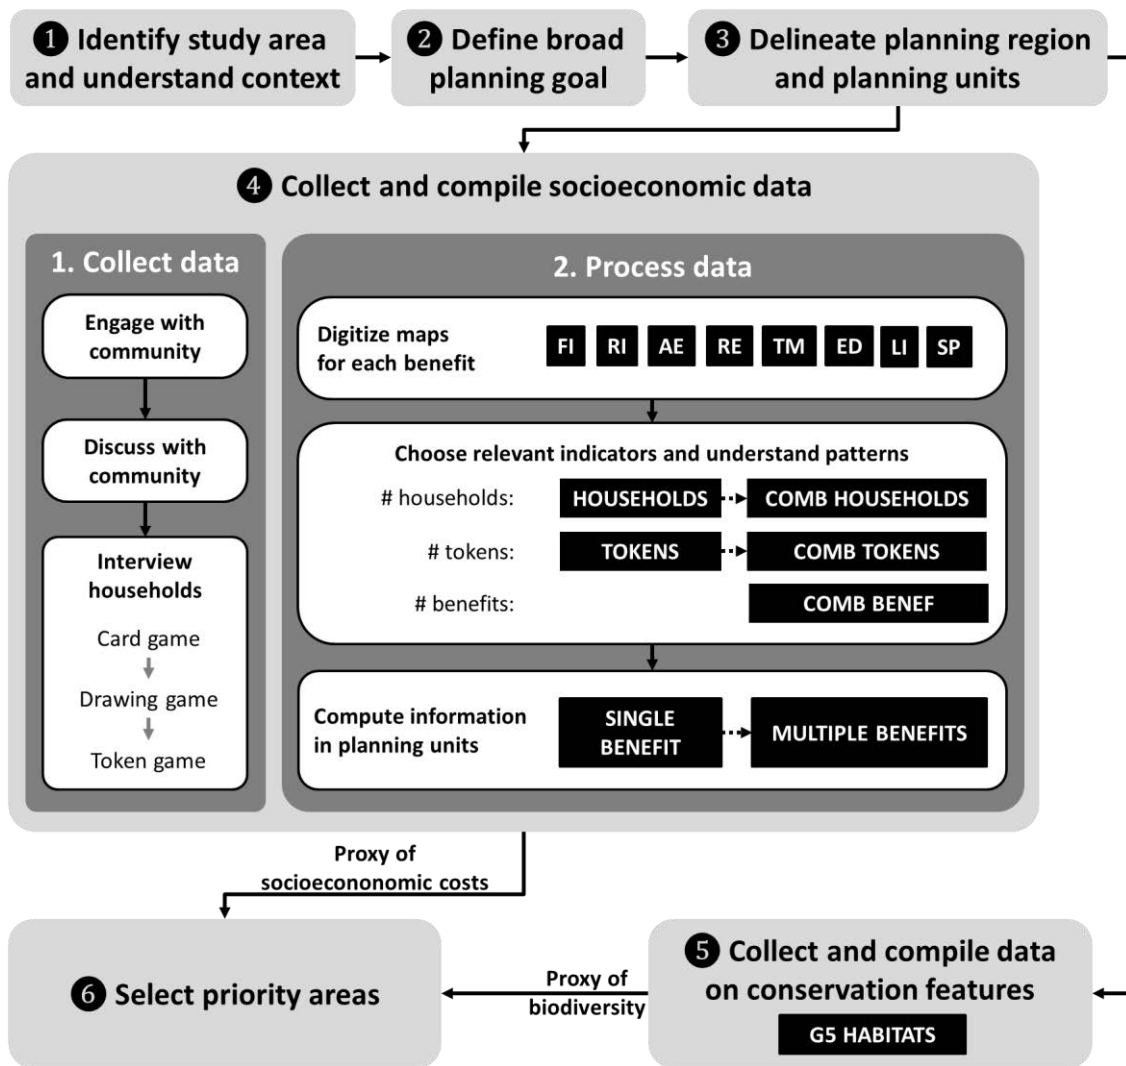 ❶ Identify study area
and understand context
❷ Define broad
planning goal
❸ Delineate planning region
and planning units
❹ Collect and compile socioeconomic data
1. Collect data
Engage with
community
Discuss with
community
Interview
households
Card game
Drawing game
Token game
2. Process data
Digitize maps
for each benefit
FI RI AE RE TM ED LI SP
Choose relevant indicators and understand patterns
# households: HOUSEHOLDS COMB HOUSEHOLDS
# tokens: TOKENS COMB TOKENS
# benefits: COMB BENEF
Compute information
in planning units
SINGLE
BENEFIT
MULTIPLE BENEFITS
Proxy of
socioecononomic costs
❺ Collect and compile data
on conservation features
G5 HABITATS
Proxy of
biodiversity
❻ Select priority areas